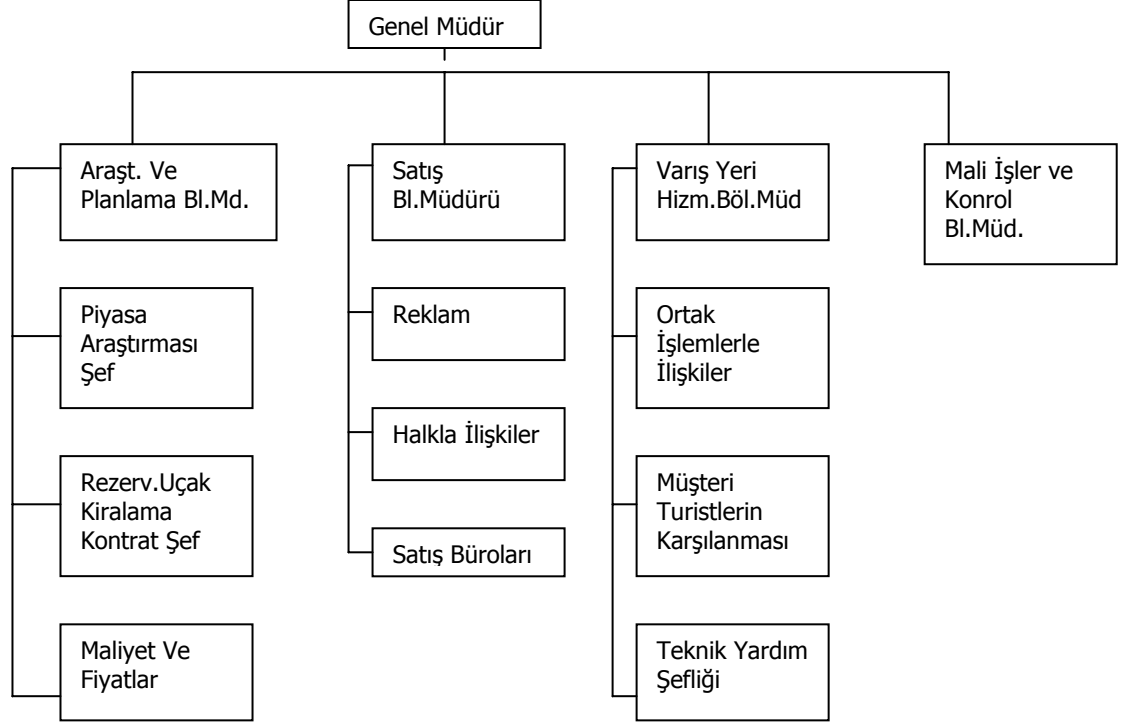 Genel Müdür
Araşt. Ve
Planlama Bl.Md.
Satış
Bl.Müdürü
Varış Yeri
Hizm.Böl.Müd
Mali İşler ve
Konrol
Bl.Müd.
Piyasa
Araştırması
Şef
Reklam
Ortak
İşlemlerle
İlişkiler
Halkla İlişkiler
Rezerv.Uçak
Kiralama
Kontrat Şef
Müşteri
Turistlerin
Karşılanması
Satış Büroları
Maliyet Ve
Fiyatlar
Teknik Yardım
Şefliği